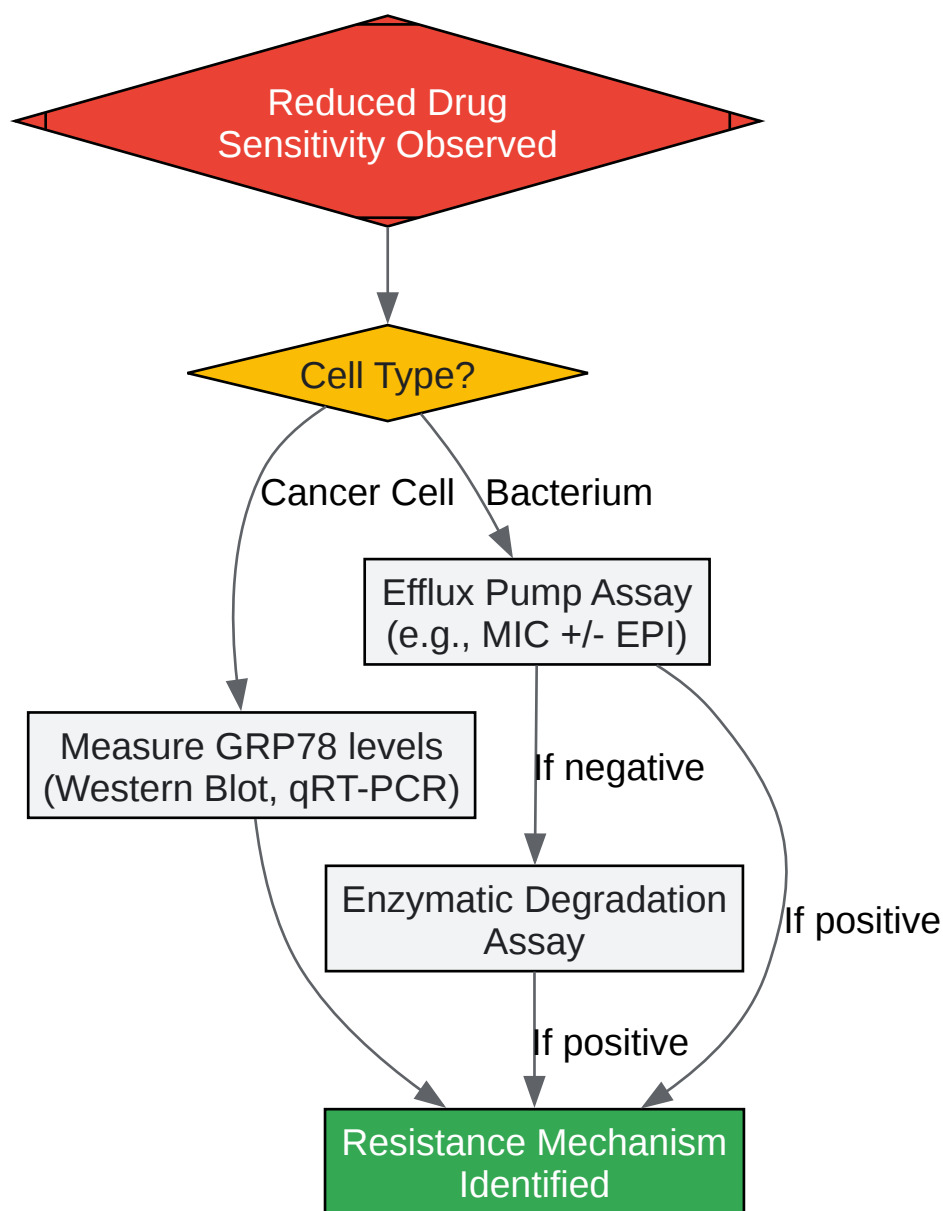 Reduced Drug
Sensitivity Observed
Cell Type?
Cancer Cell
Bacterium
Efflux Pump Assay
(e.g., MIC +/- EPI)
Measure GRP78 levels
(Western Blot, qRT-PCR)
If negative
Enzymatic Degradation
Assay
If positive
If positive
Resistance Mechanism
Identified